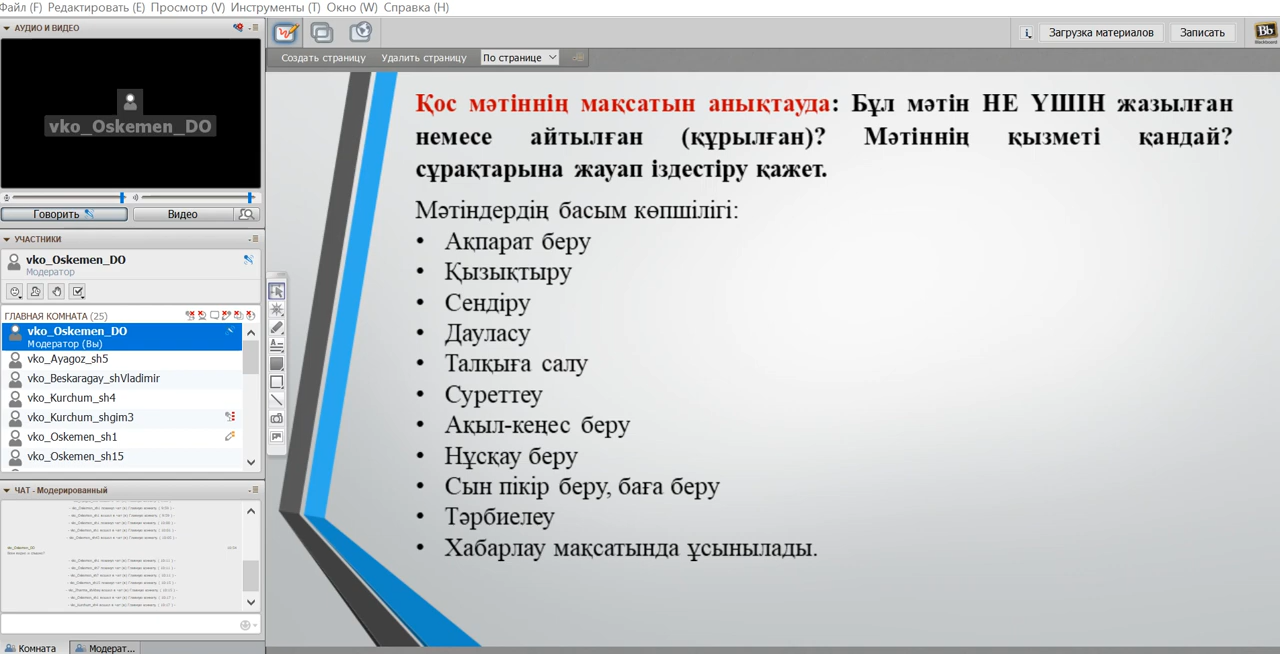 Файл (F) Редактировать (E) Просмотр (V) Инструменты (T) Окно (W) Справка (H)
АУДИО И ВИДЕО
vko_Oskemen_DO
Говорить
Видео
УЧАСТНИКИ
vko_Oskemen_DO
Модератор
ГЛАВНАЯ КОМНАТА (25)
vko_Oskemen_DO
Модератор (Вы)
vko_Ayagoz_sh5
vko_Beskaragay_shVladimir
vko_Kurchum_sh4
vko_Kurchum_shgim3
vko_Oskemen_sh1
vko_Oskemen_sh15
ЧАТ - Модерированный
Комната
Модерат...
Загрузка материалов
Записать
Bb
Создать страницу
Удалить страницу
По странице
Қос мәтіннің мақсатын анықтауда: Бұл мәтін НЕ ҮШІН жазылған
немесе айтылған (құрылған)? Мәтіннің қызметі қандай?
сұрақтарына жауап іздестіру қажет.
Мәтіндердің басым көпшілігі:
• Ақпарат беру
• Қызықтыру
• Сендіру
• Дауласу
• Талқыға салу
• Суреттеу
• Ақыл-кеңес беру
• Нұсқау беру
• Сын пікір беру, баға беру
• Тәрбиелеу
• Хабарлау мақсатында ұсынылады.